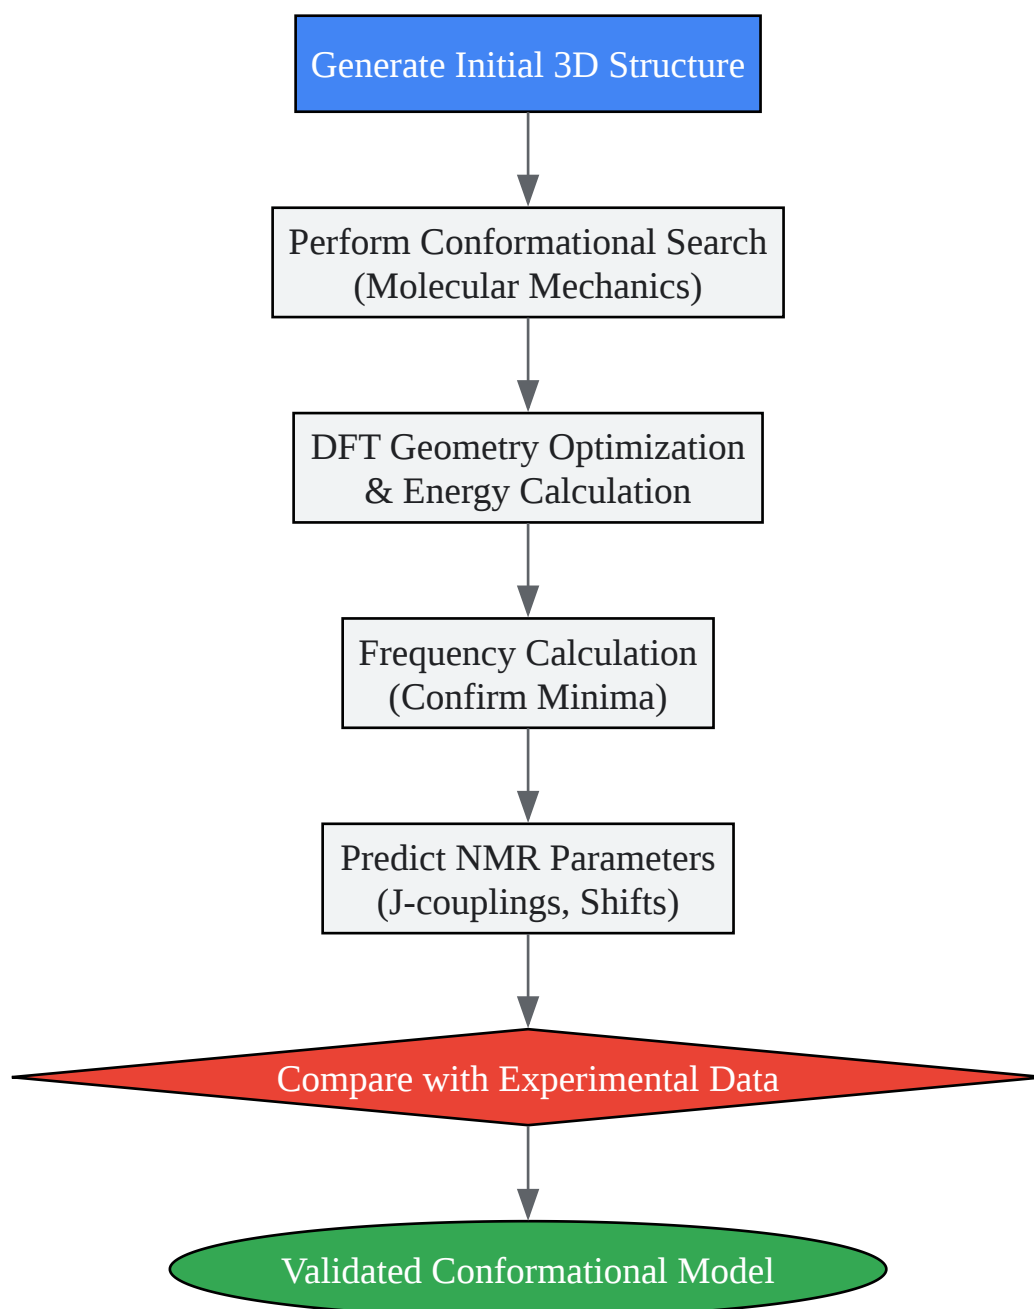 Generate Initial 3D Structure
Perform Conformational Search
(Molecular Mechanics)
DFT Geometry Optimization
& Energy Calculation
Frequency Calculation
(Confirm Minima)
Predict NMR Parameters
(J-couplings, Shifts)
Compare with Experimental Data
Validated Conformational Model